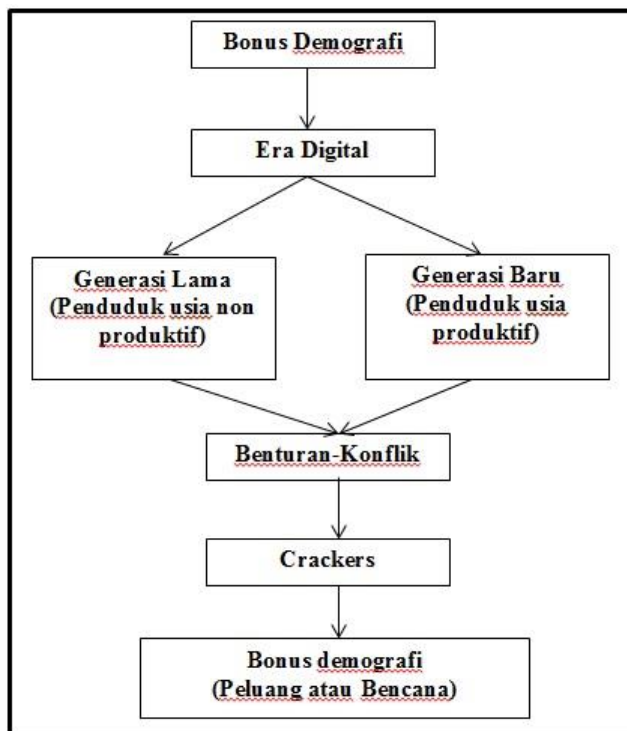 Bonus Demografi
Era Digital
Generasi Lama
(Penduduk usia non
produktif)
Generasi Baru
(Penduduk usia
produktif)
Benturan-Konflik
Crackers
Bonus demografi
(Peluang atau Bencana)